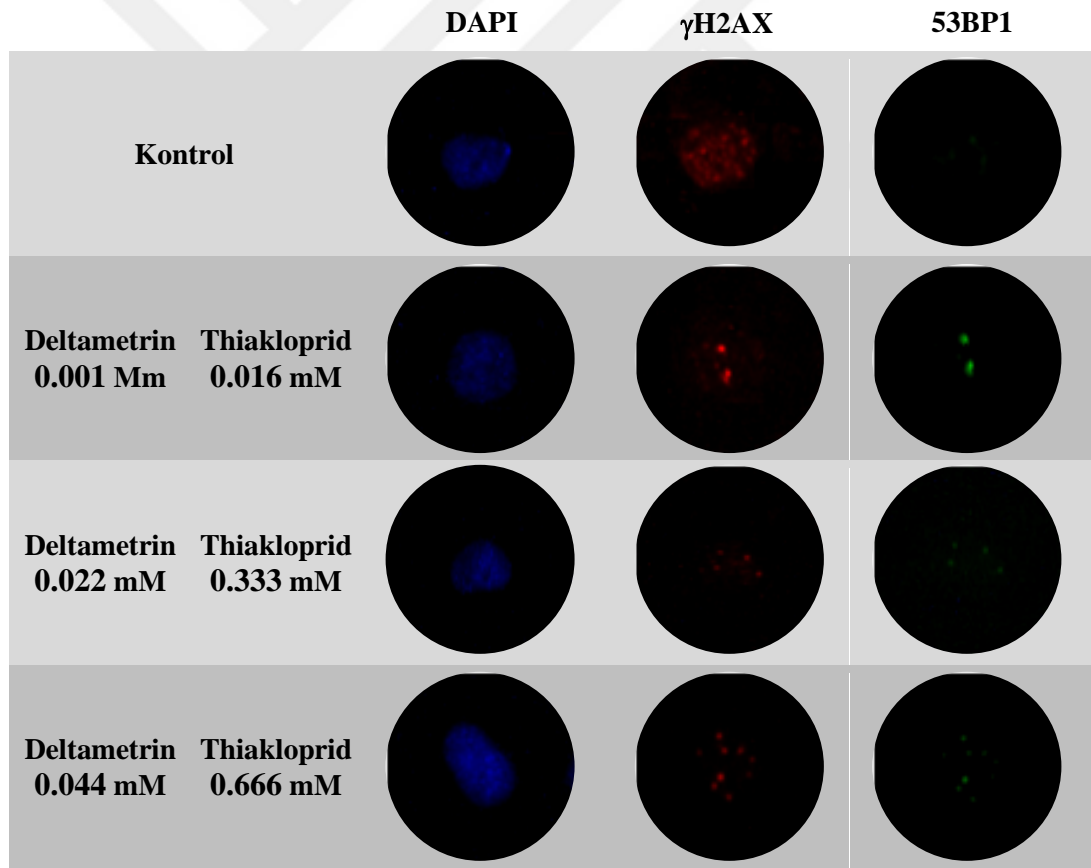 DAPI γH2AX 53BP1
Kontrol
Deltametrin Thiakloprid
0.001 Mm 0.016 mM
Deltametrin Thiakloprid
0.022 mM 0.333 mM
Deltametrin Thiakloprid
0.044 mM 0.666 mM